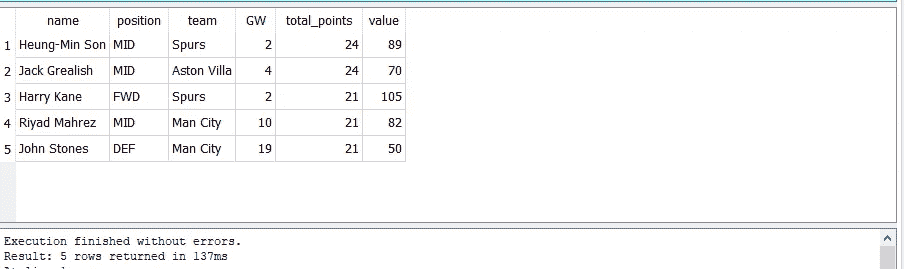 name position team GW total_points value
1 Heung-Min Son MID Spurs 2 24 89
2 Jack Grealish MID Aston Villa 4 24 70
3 Harry Kane FWD Spurs 2 21 105
4 Riyad Mahrez MID Man City 10 21 82
5 John Stones DEF Man City 19 21 50
Execution finished without errors.
Result: 5 rows returned in 137ms